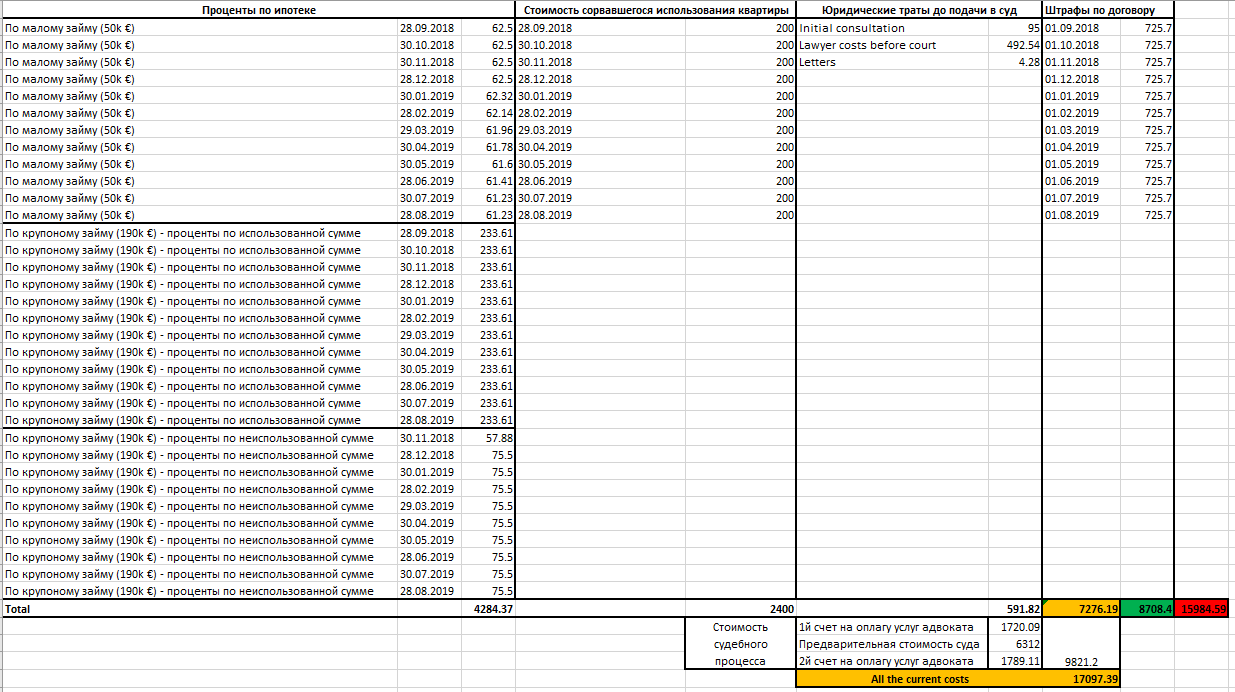 Проценты по ипотеке Стоимость сорвавшегося использования квартиры Юридические траты до подачи в суд Штрафы по договору
По малому займу (50k €) 28.09.2018 62.5 28.09.2018 200 Initial consultation 95 01.09.2018 725.7
По малому займу (50k €) 30.10.2018 62.5 30.10.2018 200 Lawyer costs before court 492.54 01.10.2018 725.7
По малому займу (50k €) 30.11.2018 62.5 30.11.2018 200 Letters 4.28 01.11.2018 725.7
По малому займу (50k €) 28.12.2018 62.5 28.12.2018 200 01.12.2018 725.7
По малому займу (50k €) 30.01.2019 62.32 30.01.2019 200 01.01.2019 725.7
По малому займу (50k €) 28.02.2019 62.14 28.02.2019 200 01.02.2019 725.7
По малому займу (50k €) 29.03.2019 61.96 29.03.2019 200 01.03.2019 725.7
По малому займу (50k €) 30.04.2019 61.78 30.04.2019 200 01.04.2019 725.7
По малому займу (50k €) 30.05.2019 61.6 30.05.2019 200 01.05.2019 725.7
По малому займу (50k €) 28.06.2019 61.41 28.06.2019 200 01.06.2019 725.7
По малому займу (50k €) 30.07.2019 61.23 30.07.2019 200 01.07.2019 725.7
По малому займу (50k €) 28.08.2019 61.23 28.08.2019 200 01.08.2019 725.7
По крупоному займу (190k €) - проценты по использованной сумме 28.09.2018 233.61
По крупоному займу (190k €) - проценты по использованной сумме 30.10.2018 233.61
По крупоному займу (190k €) - проценты по использованной сумме 30.11.2018 233.61
По крупоному займу (190k €) - проценты по использованной сумме 28.12.2018 233.61
По крупоному займу (190k €) - проценты по использованной сумме 30.01.2019 233.61
По крупоному займу (190k €) - проценты по использованной сумме 28.02.2019 233.61
По крупоному займу (190k €) - проценты по использованной сумме 29.03.2019 233.61
По крупоному займу (190k €) - проценты по использованной сумме 30.04.2019 233.61
По крупоному займу (190k €) - проценты по использованной сумме 30.05.2019 233.61
По крупоному займу (190k €) - проценты по использованной сумме 28.06.2019 233.61
По крупоному займу (190k €) - проценты по использованной сумме 30.07.2019 233.61
По крупоному займу (190k €) - проценты по использованной сумме 28.08.2019 233.61
По крупоному займу (190k €) - проценты по неиспользованной сумме 30.11.2018 57.88
По крупоному займу (190k €) - проценты по неиспользованной сумме 28.12.2018 75.5
По крупоному займу (190k €) - проценты по неиспользованной сумме 30.01.2019 75.5
По крупоному займу (190k €) - проценты по неиспользованной сумме 28.02.2019 75.5
По крупоному займу (190k €) - проценты по неиспользованной сумме 29.03.2019 75.5
По крупоному займу (190k €) - проценты по неиспользованной сумме 30.04.2019 75.5
По крупоному займу (190k €) - проценты по неиспользованной сумме 30.05.2019 75.5
По крупоному займу (190k €) - проценты по неиспользованной сумме 28.06.2019 75.5
По крупоному займу (190k €) - проценты по неиспользованной сумме 30.07.2019 75.5
По крупоному займу (190k €) - проценты по неиспользованной сумме 28.08.2019 75.5
Total 4284.37 2400 591.82 7276.19 8708.4 15984.59
Стоимость 1й счет на оплагу услуг адвоката 1720.09
судебного Предварительная стоимость суда 6312
процесса 2й счет на оплагу услуг адвоката 1789.11 9821.2
All the current costs 17097.39